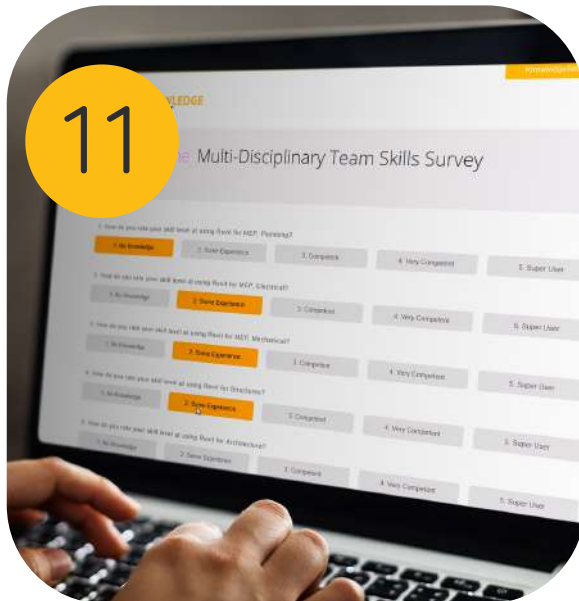 11
LEDGE
Multi-Disciplinary Team Skills Survey
1. How do you rate your skill level at using Revit for MEP, Plumbing?
1. No Knowledge 2. Some Experience 3. Competent 4. Very Competent 5. Super User
2. How do you rate your skill level at using Revit for MEP, Electrical?
1. No Knowledge 2. Some Experience 3. Competent 4. Very Competent 5. Super User
3. How do you rate your skill level at using Revit for MEP, Mechanical?
1. No Knowledge 2. Some Experience 3. Competent 4. Very Competent 5. Super User
4. How do you rate your skill level at using Revit for Structures?
1. No Knowledge 2. Some Experience 3. Competent 4. Very Competent 5. Super User
5. How do you rate your skill level at using Revit for Architecture?
1. No Knowledge 2. Some Experience 3. Competent 4. Very Competent 5. Super User